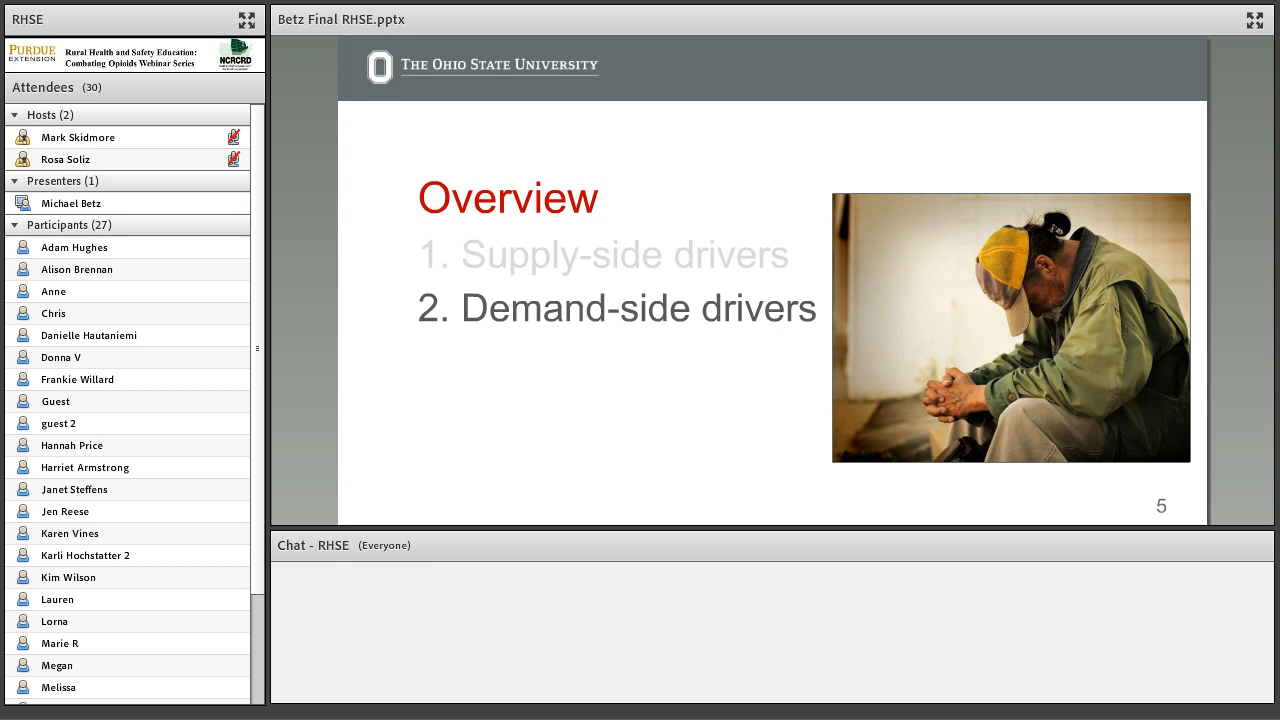 RHSE
PURDUE
EXTENSION
Rural Health and Safety Education:
Combating Opioids Webinar Series
NCRCRD
Attendees (30)
Hosts (2)
Mark Skidmore
Rosa Soliz
Presenters (1)
Michael Betz
Participants (27)
Adam Hughes
Alison Brennan
Anne
Chris
Danielle Hautaniemi
Donna V
Frankie Willard
Guest
guest 2
Hannah Price
Harriet Armstrong
Janet Steffens
Jen Reese
Karen Vines
Karli Hochstatter 2
Kim Wilson
Lauren
Lorna
Marie R
Megan
Melissa
Betz Final RHSE.pptx
THE OHIO STATE UNIVERSITY
Overview
1. Supply-side drivers
2. Demand-side drivers
5
Chat - RHSE (Everyone)